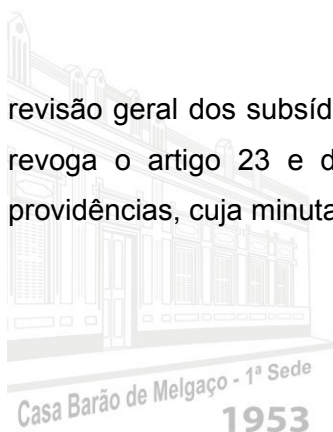 revisão geral dos subsíd
revoga o artigo 23 e d
providências, cuja minuta
Casa Barão de Melgaço - 1ª Sede
1953